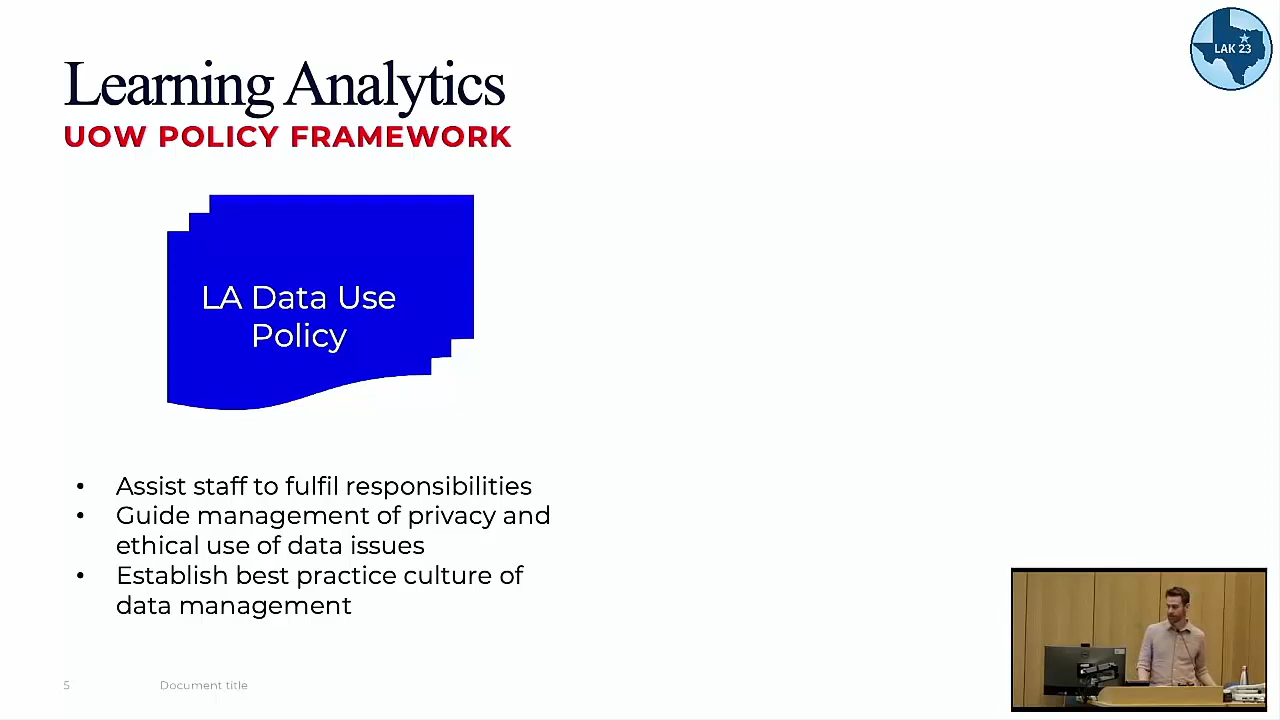 LAK 23
Learning Analytics
UOW POLICY FRAMEWORK
LA Data Use
Policy
• Assist staff to fulfil responsibilities
• Guide management of privacy and
ethical use of data issues
• Establish best practice culture of
data management
5 Document title